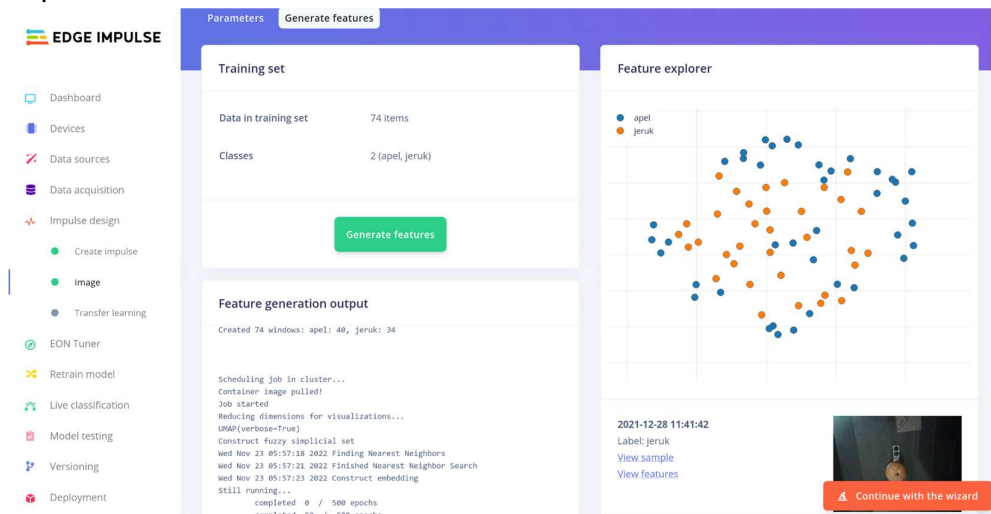 EDGE IMPULSE
Dashboard
Devices
Data sources
Data acquisition
Impulse design
Create impulse
Image
Transfer learning
EON Tuner
Retrain model
Live classification
Model testing
Versioning
Deployment
Parameters
Generate features
Training set
Data in training set 74 items
Classes 2 (apel, jeruk)
Generate features
Feature generation output
Created 74 windows: apel: 40, jeruk: 34
Scheduling job in cluster...
Container image pulled!
Job started
Reducing dimensions for visualizations...
UMAP(verbose=True)
Construct fuzzy simplicial set
Wed Nov 23 05:57:18 2022 Finding Nearest Neighbors
Wed Nov 23 05:57:21 2022 Finished Nearest Neighbor Search
Wed Nov 23 05:57:23 2022 Construct embedding
Still running...
completed 0 / 500 epochs
Feature explorer
apel
jeruk
2021-12-28 11:41:42
Label: jeruk
View sample
View features
Continue with the wizard